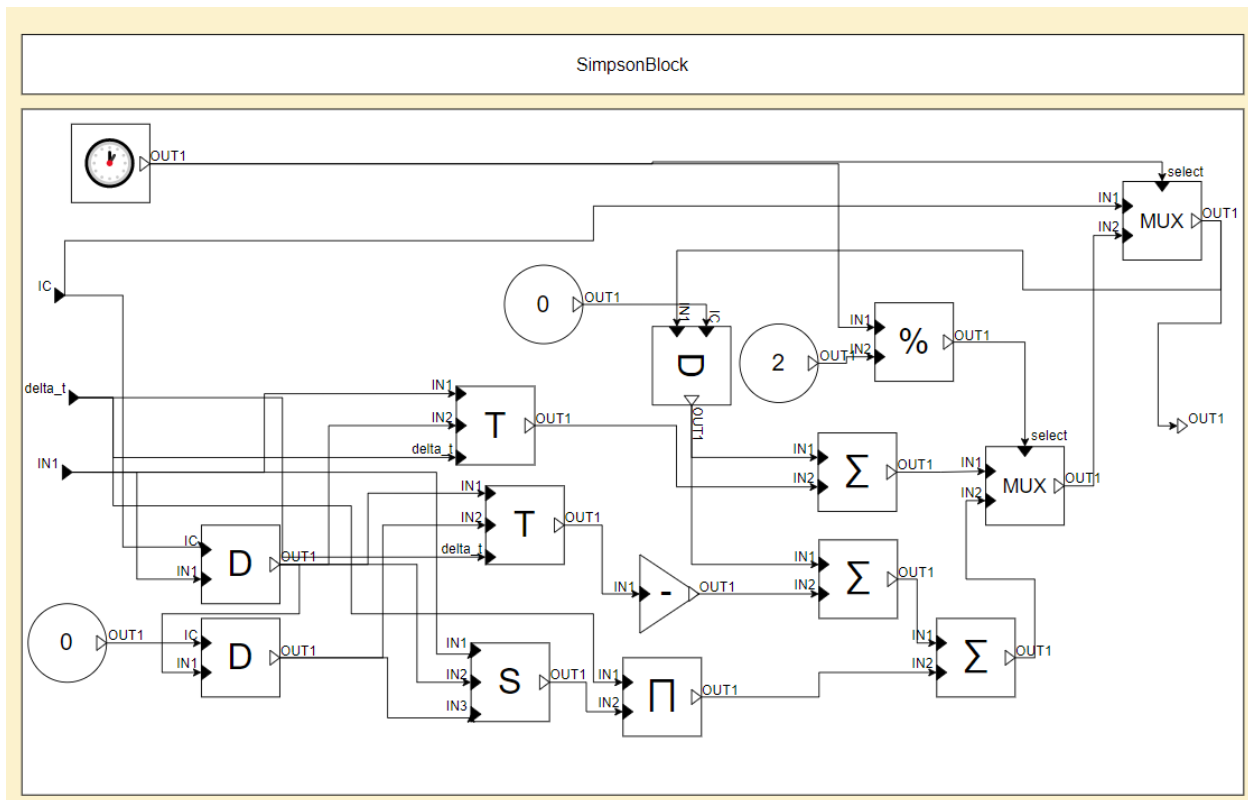 SimpsonBlock
OUT1
select
IN1
MUX
OUT1
IN2
IC
0
OUT1
IN1
IC
D
OUT1
2
OUT1
IN1
IN2
%
OUT1
delta_t
IN1
IN2
delta_t
T
OUT1
OUT1
IN1
IN1
IN2
Σ
OUT1
select
IN1
IN2
MUX
OUT1
IN1
IN2
delta_t
T
OUT1
IC
IN1
D
OUT1
IN1
-
OUT1
IN1
IN2
Σ
OUT1
0
OUT1
IC
IN1
D
OUT1
IN1
IN2
IN3
S
OUT1
IN1
IN2
Π
OUT1
IN1
IN2
Σ
OUT1